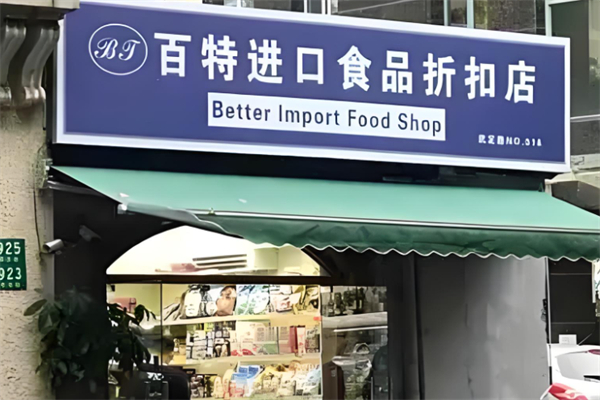 BT
百特进口食品折扣店
Better Import Food Shop
武定路NO.318
925
923